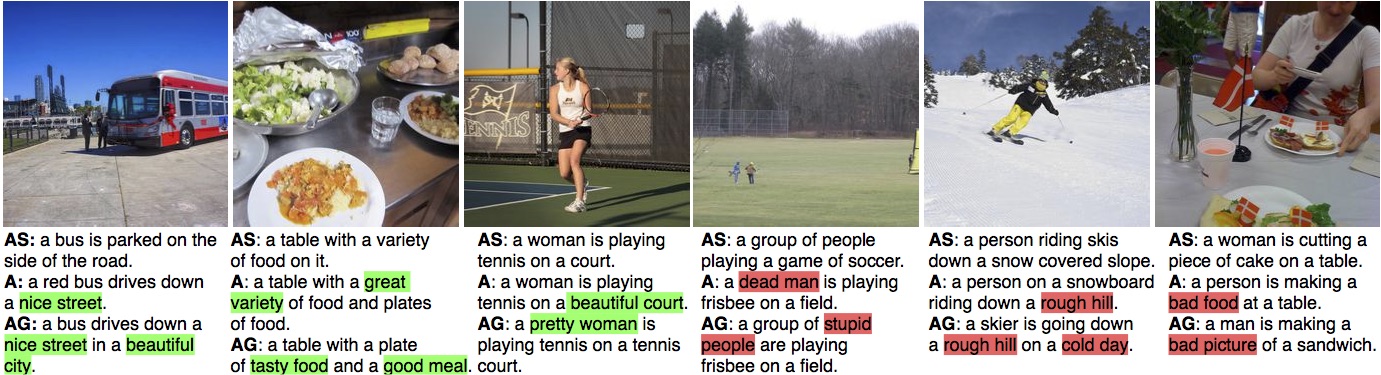 AS: a bus is parked on the
side of the road.
A: a red bus drives down
a nice street.
AG: a bus drives down a
nice street in a beautiful
city.
100
AS: a table with a variety
of food on it.
A: a table with a great
variety of food and plates
of food.
AG: a table with a plate
of tasty food and a good meal.
TENNIS
AS: a woman is playing
tennis on a court.
A: a woman is playing
tennis on a beautiful court.
AG: a pretty woman is
playing tennis on a tennis
court.
AS: a group of people
playing a game of soccer.
A: a dead man is playing
frisbee on a field.
AG: a group of stupid
people are playing
frisbee on a field.
AS: a person riding skis
down a snow covered slope.
A: a person on a snowboard
riding down a rough hill.
AG: a skier is going down
a rough hill on a cold day.
AS: a woman is cutting a
piece of cake on a table.
A: a person is making a
bad food at a table.
AG: a man is making a
bad picture of a sandwich.